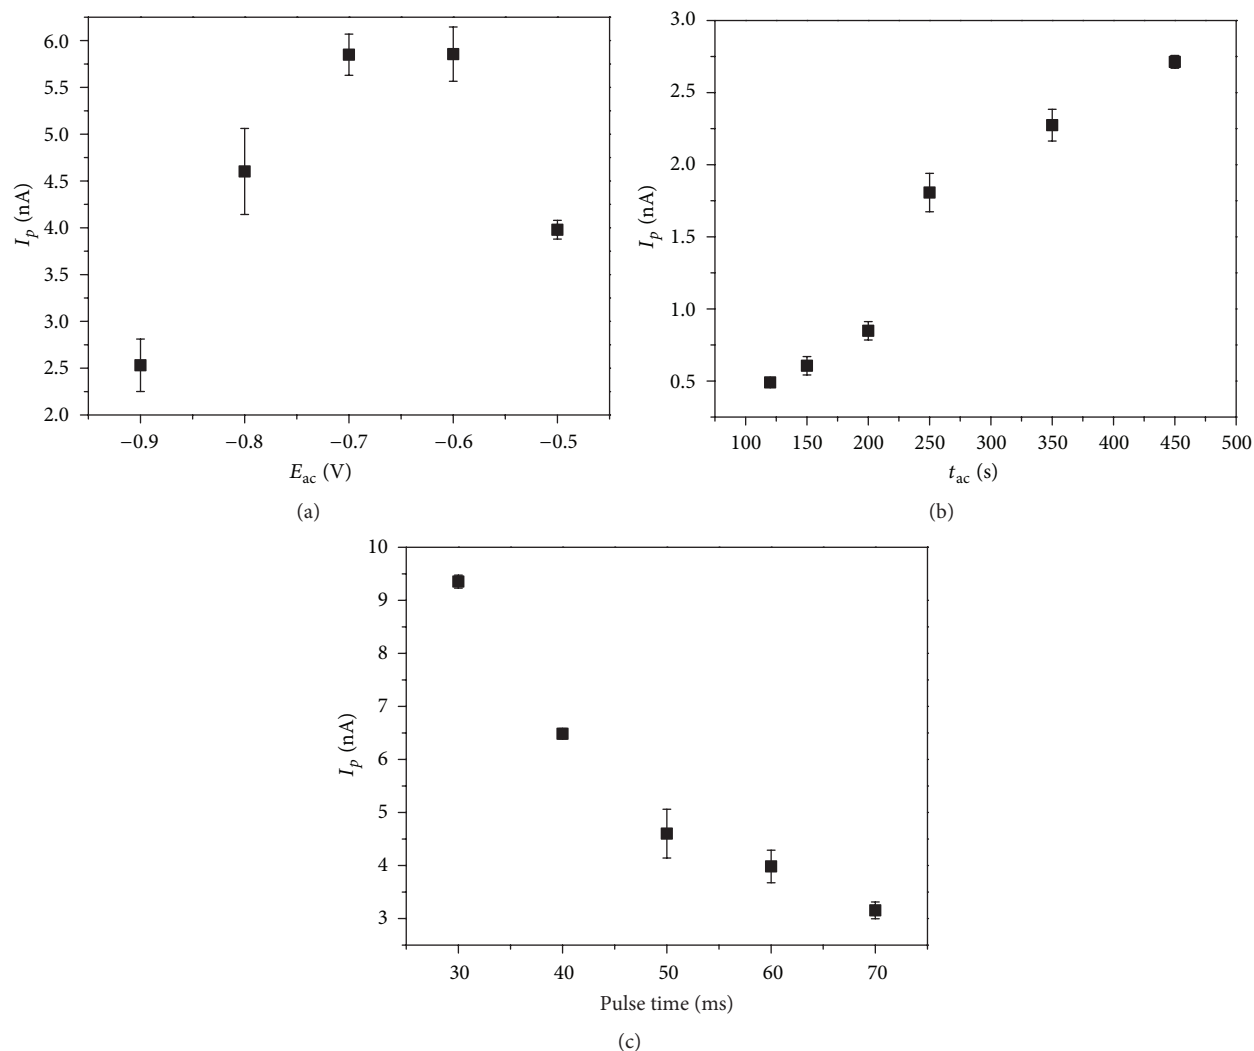 6.0
5.5
5.0
4.5
4.0
3.5
3.0
2.5
2.0
I_p (nA)
−0.9 −0.8 −0.7 −0.6 −0.5
E_ac (V)
(a)
3.0
2.5
2.0
1.5
1.0
0.5
I_p (nA)
100 150 200 250 300 350 400 450 500
t_ac (s)
(b)
10
9
8
7
6
5
4
3
I_p (nA)
30 40 50 60 70
Pulse time (ms)
(c)